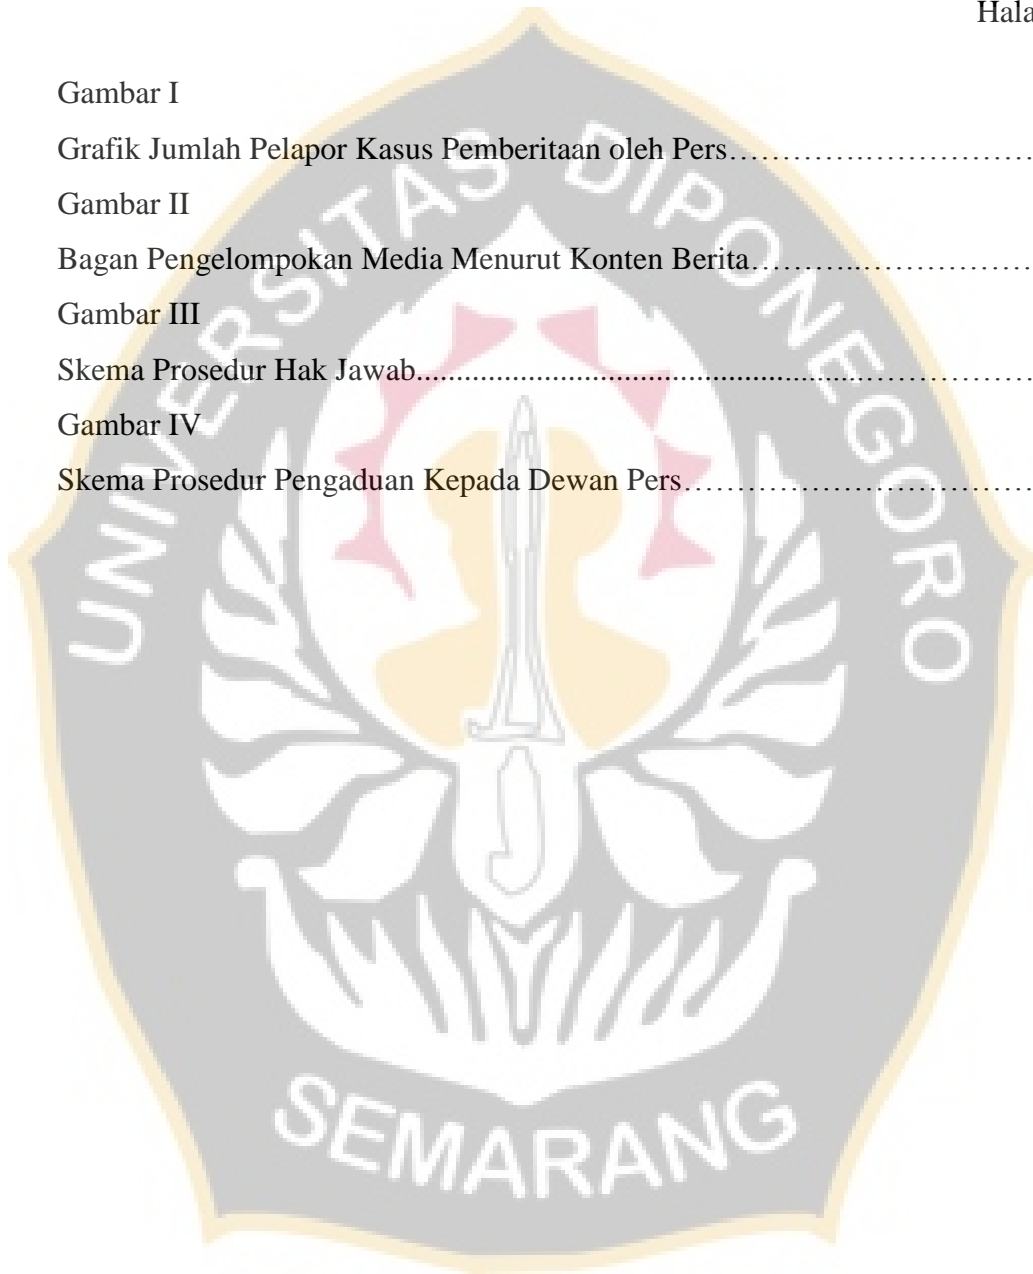 Hala
Gambar I
Grafik Jumlah Pelapor Kasus Pemberitaan oleh Pers……………………………
Gambar II
Bagan Pengelompokan Media Menurut Konten Berita………...………………
Gambar III
Skema Prosedur Hak Jawab..............................................................………………
Gambar IV
Skema Prosedur Pengaduan Kepada Dewan Pers…………………………………
UNIVERSITAS DIPONEGORO
SEMARANG